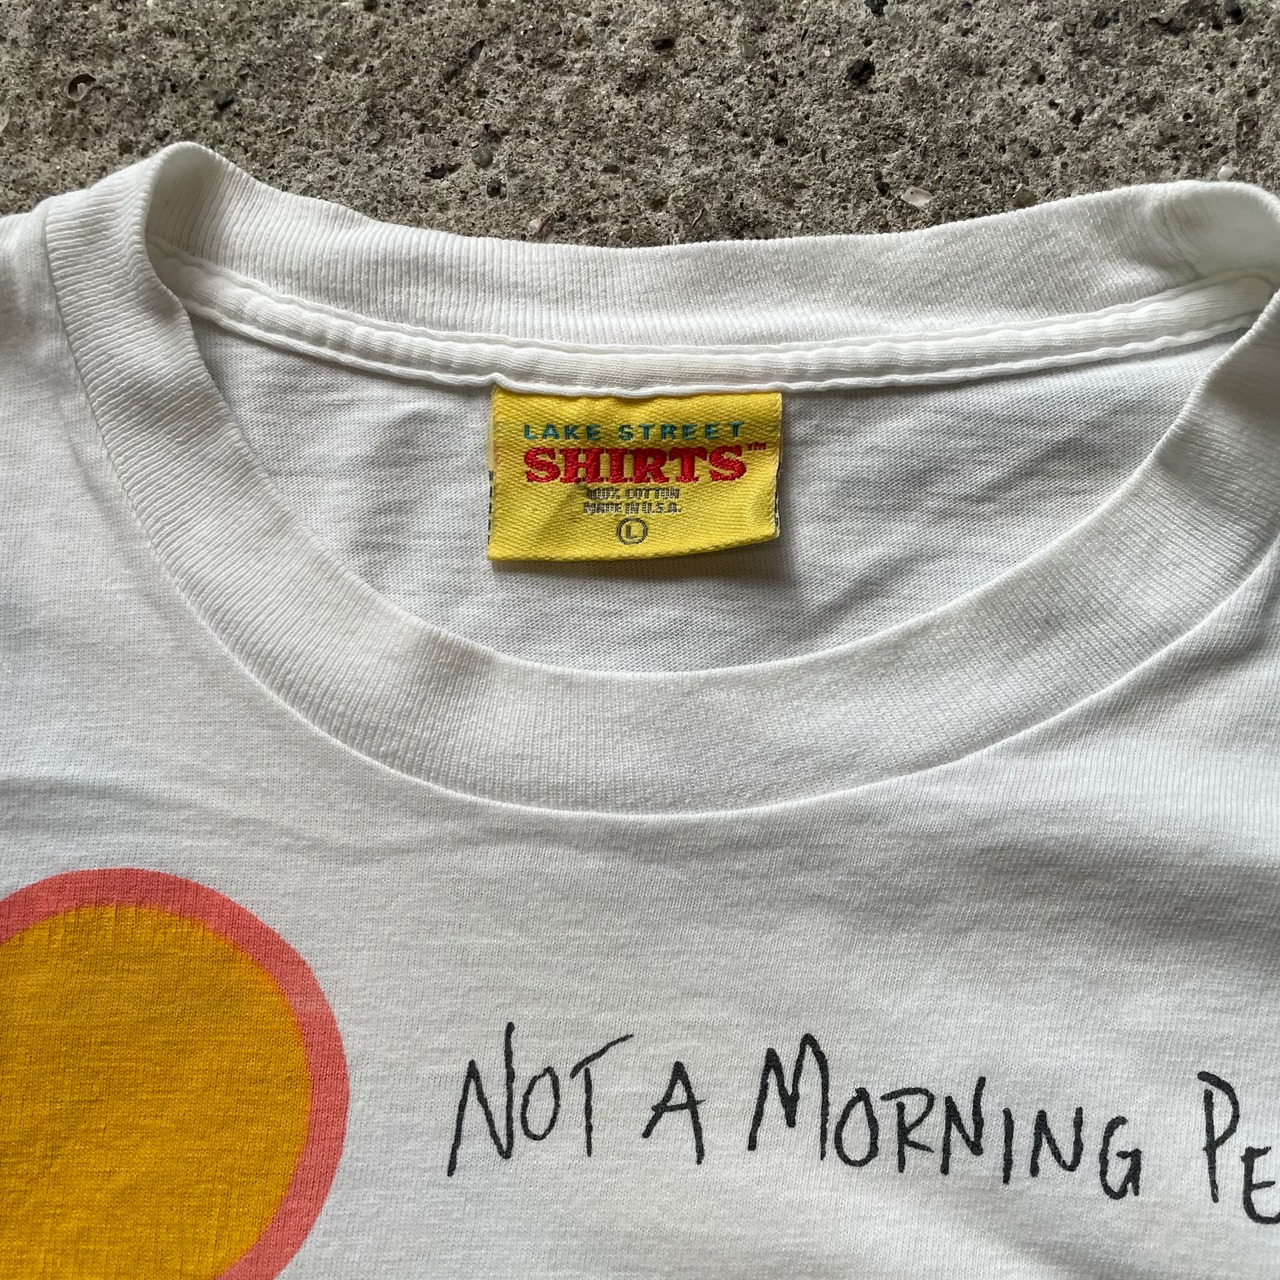 LAKE STREET
SHIRTS™
100% COTTON
MADE IN U.S.A.
L
NOT A MORNING PE